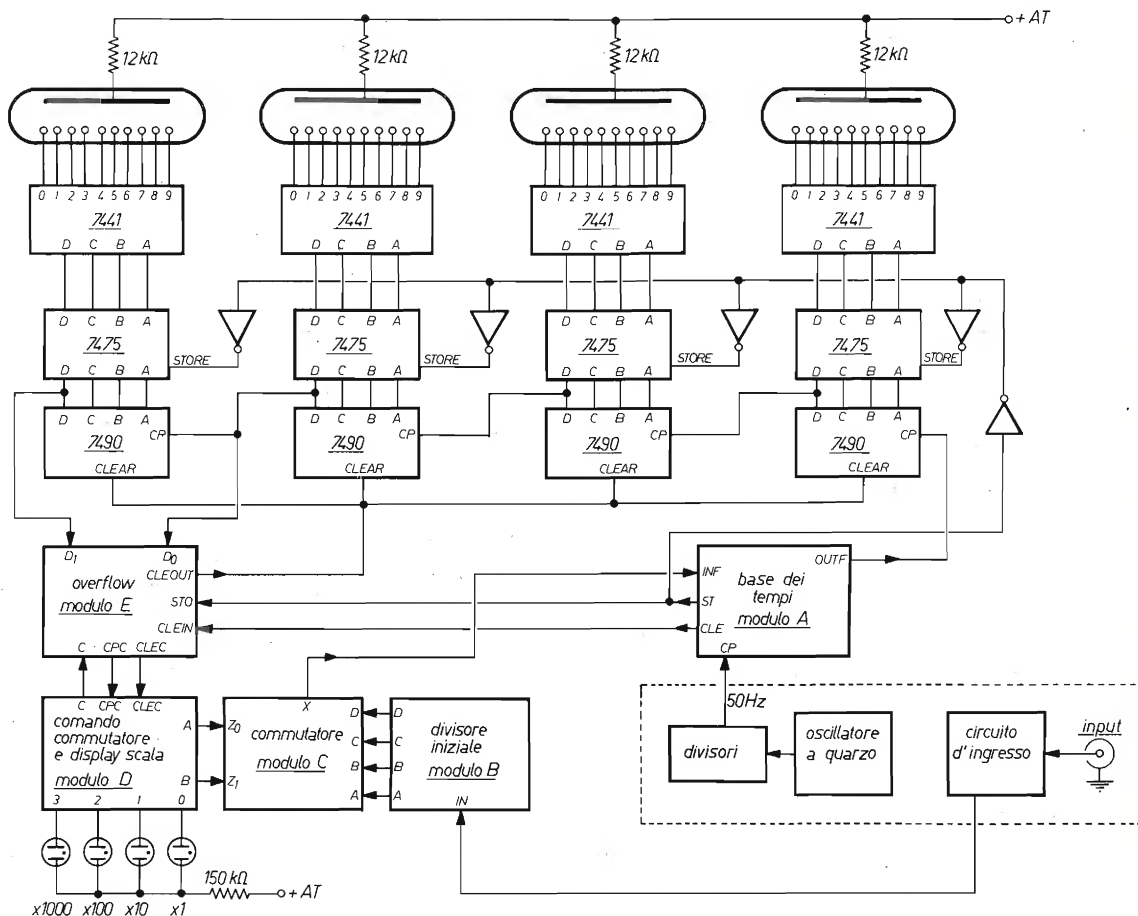 + AT
12kΩ 12kΩ 12kΩ 12kΩ
0 1 2 3 4 5 6 7 8 9 0 1 2 3 4 5 6 7 8 9 0 1 2 3 4 5 6 7 8 9 0 1 2 3 4 5 6 7 8 9
7441 7441 7441 7441
D C B A D C B A D C B A D C B A
D C B A D C B A D C B A D C B A
7475 7475 7475 7475
STORE STORE STORE STORE
D C B A D C B A D C B A D C B A
D C B A D C B A D C B A D C B A
7490 CP 7490 CP 7490 CP 7490 CP
CLEAR CLEAR CLEAR CLEAR
D1 D0
overflow
modulo E
CLEOUT
STO
CLEIN
C CPC CLEC
INF
OUTF
base dei
tempi
modulo A
ST
CLE
CP
50Hz
C CPC CLEC
comando
commutatore
e display scala
modulo D
A
B
3 2 1 0
X
Z0
Z1
commutatore
modulo C
D
C
B
A
D
C
B
A
divisore
iniziale
modulo B
IN
divisori
oscillatore
a quarzo
circuito
d'ingresso
input
150kΩ
+ AT
x1000 x100 x10 x1